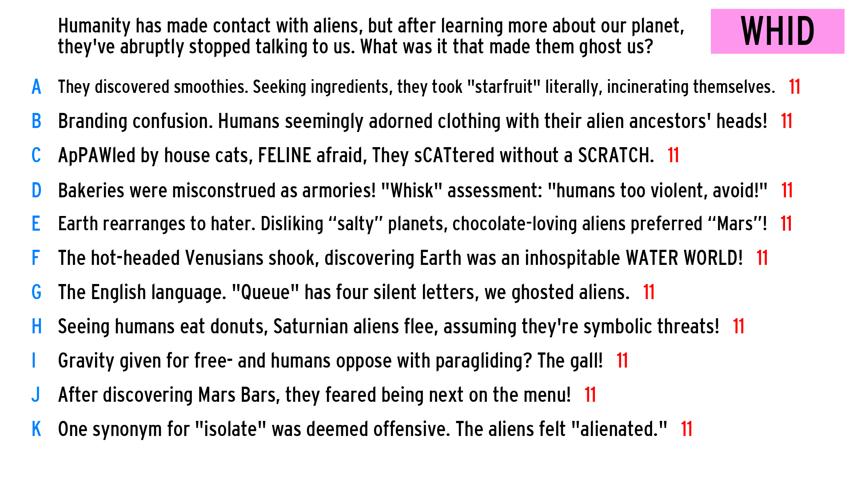 Humanity has made contact with aliens, but after learning more about our planet,
they've abruptly stopped talking to us. What was it that made them ghost us?
WHID
A They discovered smoothies. Seeking ingredients, they took "starfruit" literally, incinerating themselves. 11
B Branding confusion. Humans seemingly adorned clothing with their alien ancestors' heads! 11
C ApPAWled by house cats, FELINE afraid, They sCATtered without a SCRATCH. 11
D Bakeries were misconstrued as armories! "Whisk" assessment: "humans too violent, avoid!" 11
E Earth rearranges to hater. Disliking “salty” planets, chocolate-loving aliens preferred “Mars”! 11
F The hot-headed Venusians shook, discovering Earth was an inhospitable WATER WORLD! 11
G The English language. "Queue" has four silent letters, we ghosted aliens. 11
H Seeing humans eat donuts, Saturnian aliens flee, assuming they're symbolic threats! 11
I Gravity given for free- and humans oppose with paragliding? The gall! 11
J After discovering Mars Bars, they feared being next on the menu! 11
K One synonym for "isolate" was deemed offensive. The aliens felt "alienated." 11